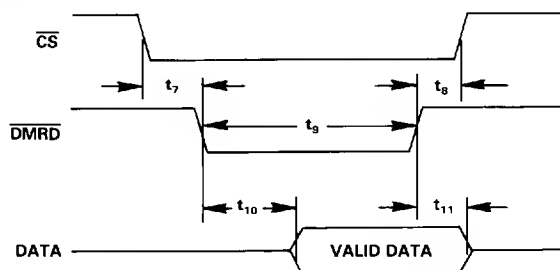 CS
t7
t8
DMRD
t9
t10
t11
DATA
VALID DATA